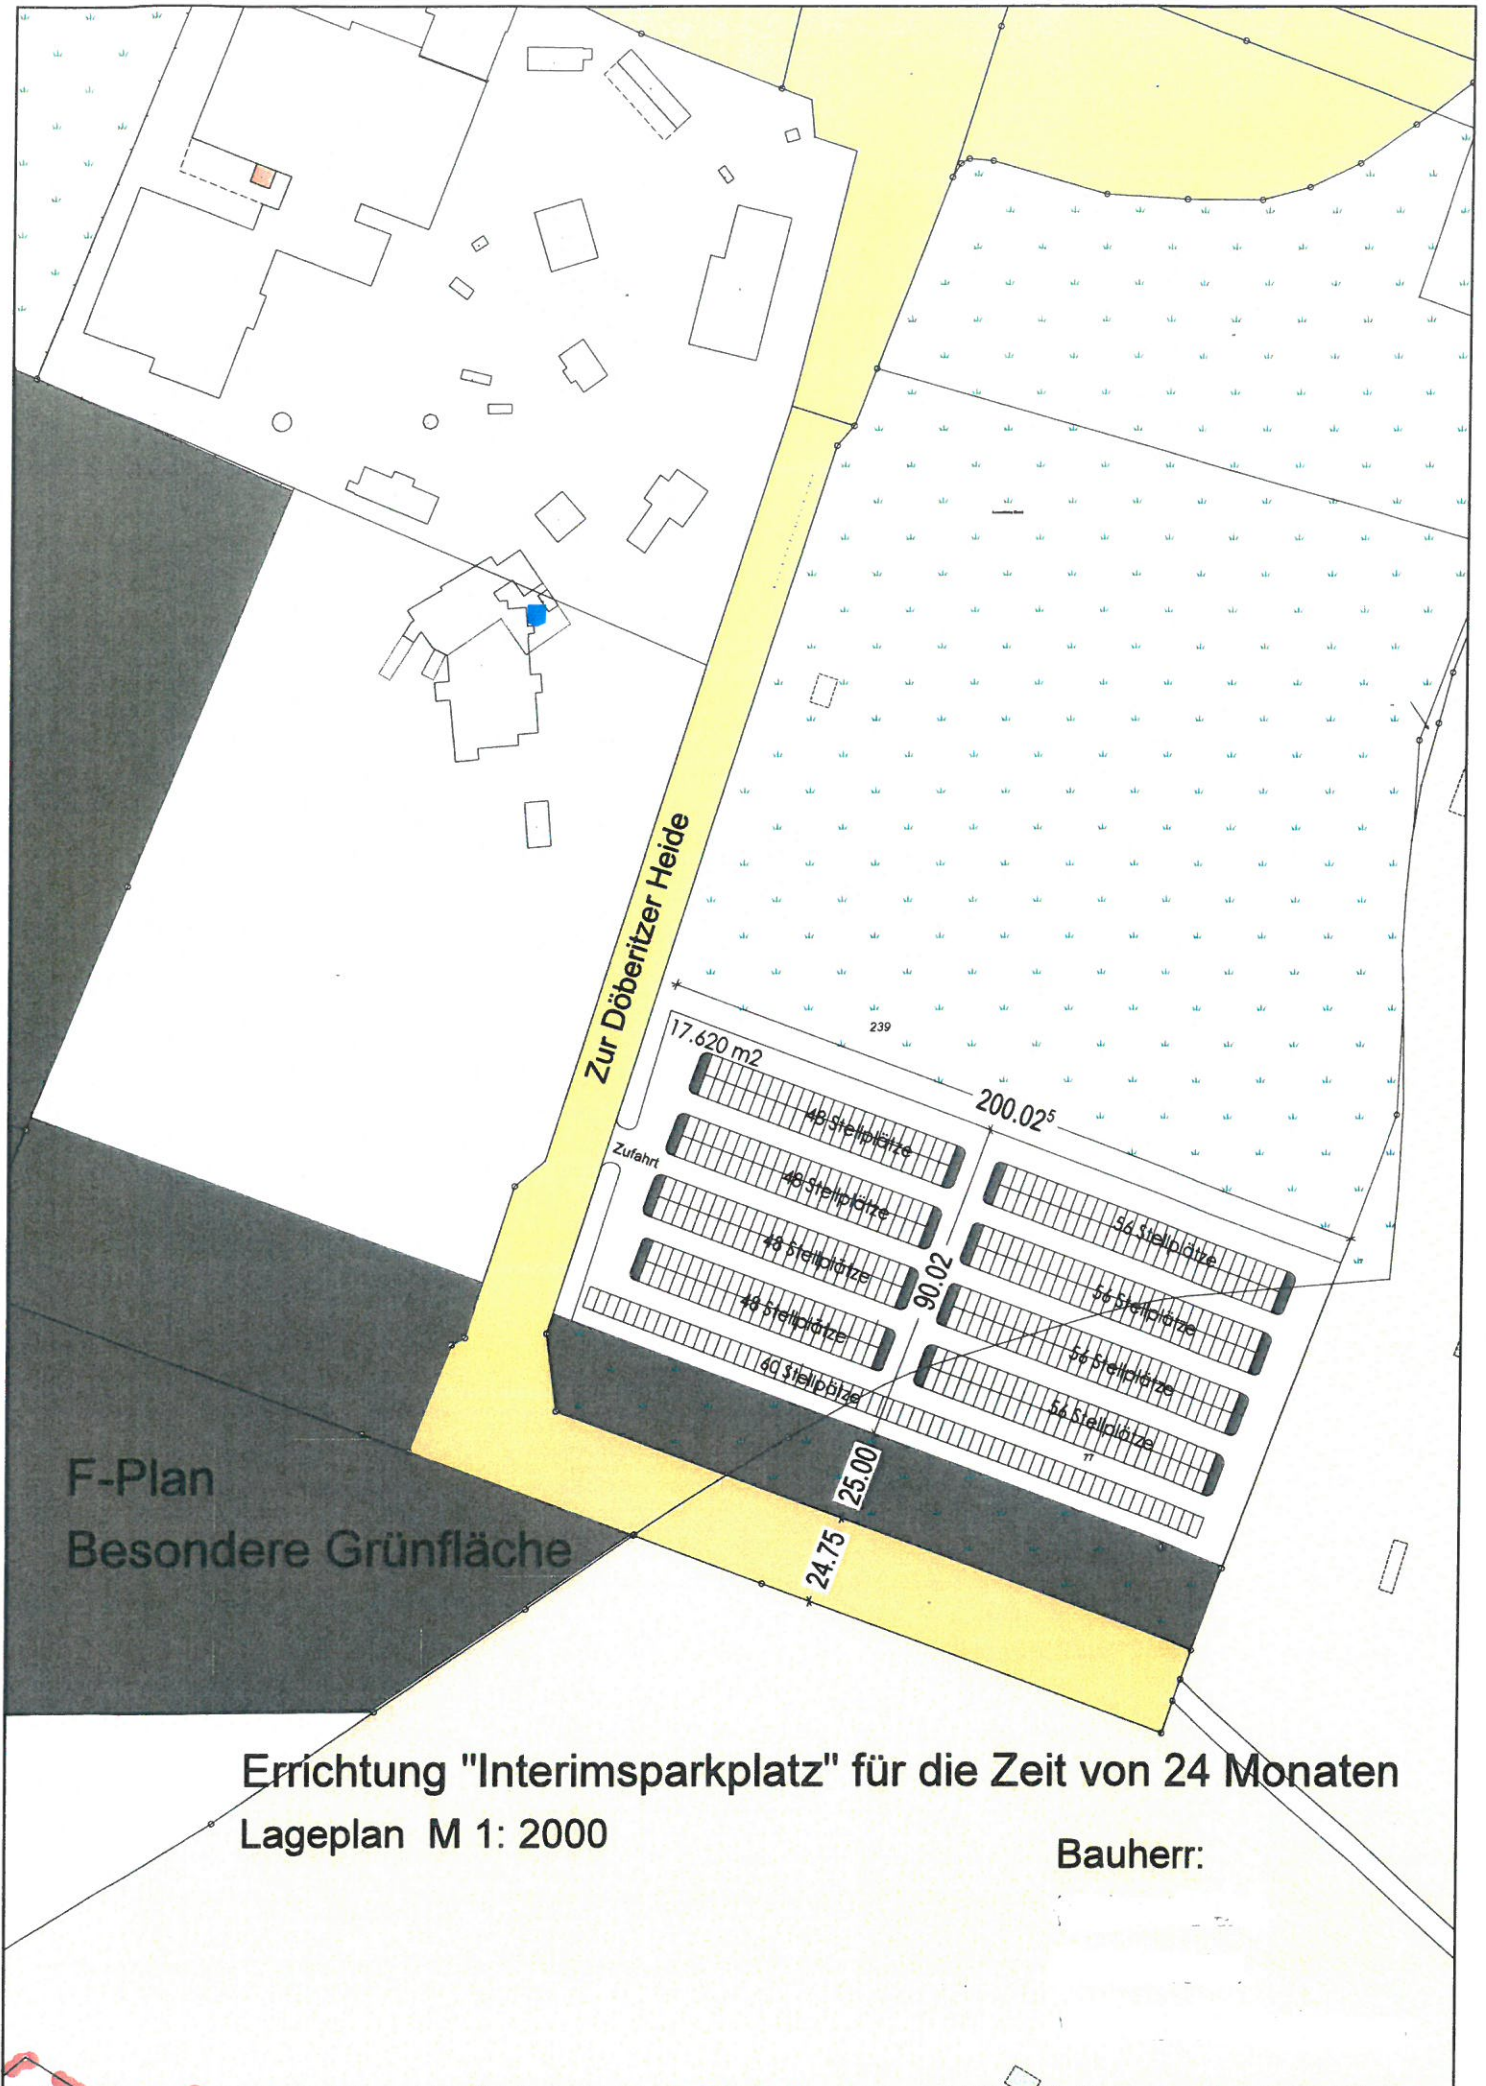 Zur Döberitzer Heide
239
17.620 m2
200.02⁵
48 Stellplätze
Zufahrt
48 Stellplätze
56 Stellplätze
48 Stellplätze
90.02
56 Stellplätze
48 Stellplätze
56 Stellplätze
60 Stellpätze
56 Stellplätze
77
25.00
24.75
F-Plan
Besondere Grünfläche
Errichtung "Interimsparkplatz" für die Zeit von 24 Monaten
Lageplan M 1: 2000
Bauherr: